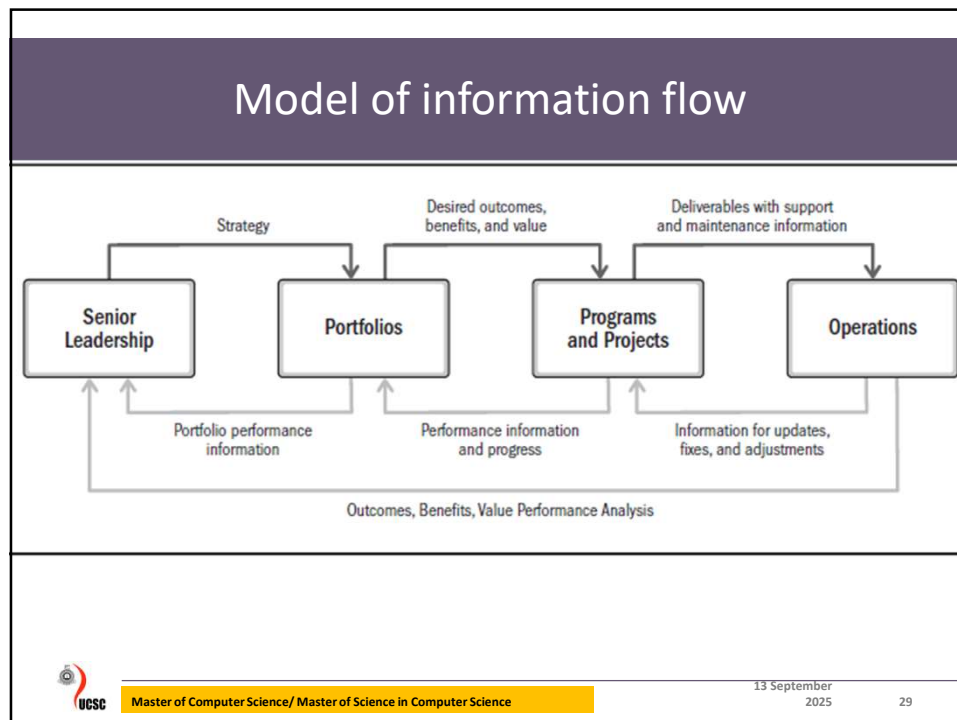 Model of information flow
Strategy
Desired outcomes,
benefits, and value
Deliverables with support
and maintenance information
Senior
Leadership
Portfolios
Programs
and Projects
Operations
Portfolio performance
information
Performance information
and progress
Information for updates,
fixes, and adjustments
Outcomes, Benefits, Value Performance Analysis
UCSC
Master of Computer Science/ Master of Science in Computer Science
13 September
2025
29